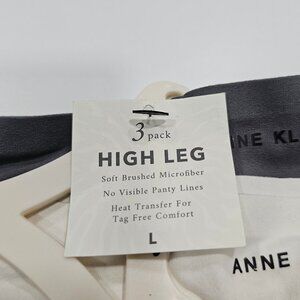 3 pack
HIGH LEG
Soft Brushed Microfiber
No Visible Panty Lines
Heat Transfer For
Tag Free Comfort
L
NNE KL
ANNE